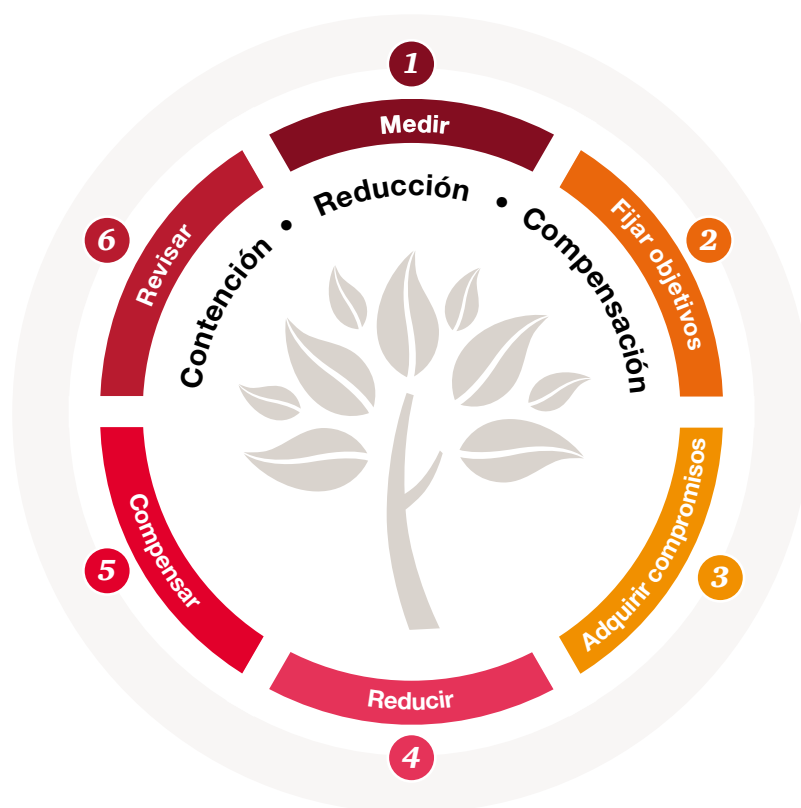 1
Medir
2
Fijar objetivos
3
Adquirir compromisos
4
Reducir
5
Compensar
6
Revisar
Contención • Reducción • Compensación